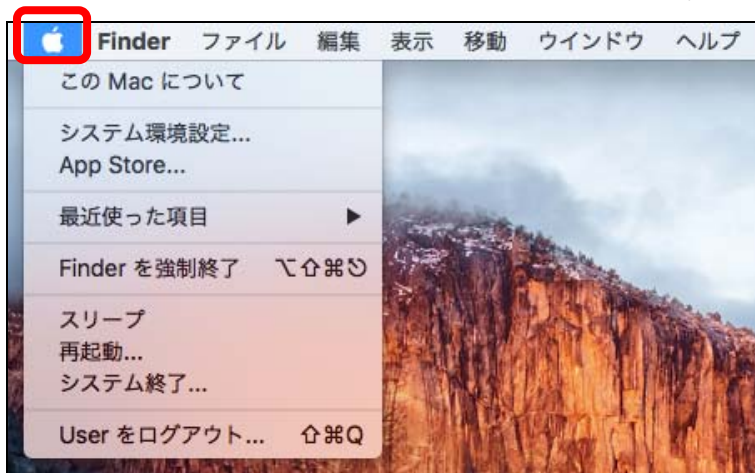 Finder ファイル 編集 表示 移動 ウインドウ ヘルプ
この Mac について
システム環境設定...
App Store...
最近使った項目 ▶
Finder を強制終了 ⌥⇧⌘⎋
スリープ
再起動...
システム終了...
User をログアウト... ⇧⌘Q